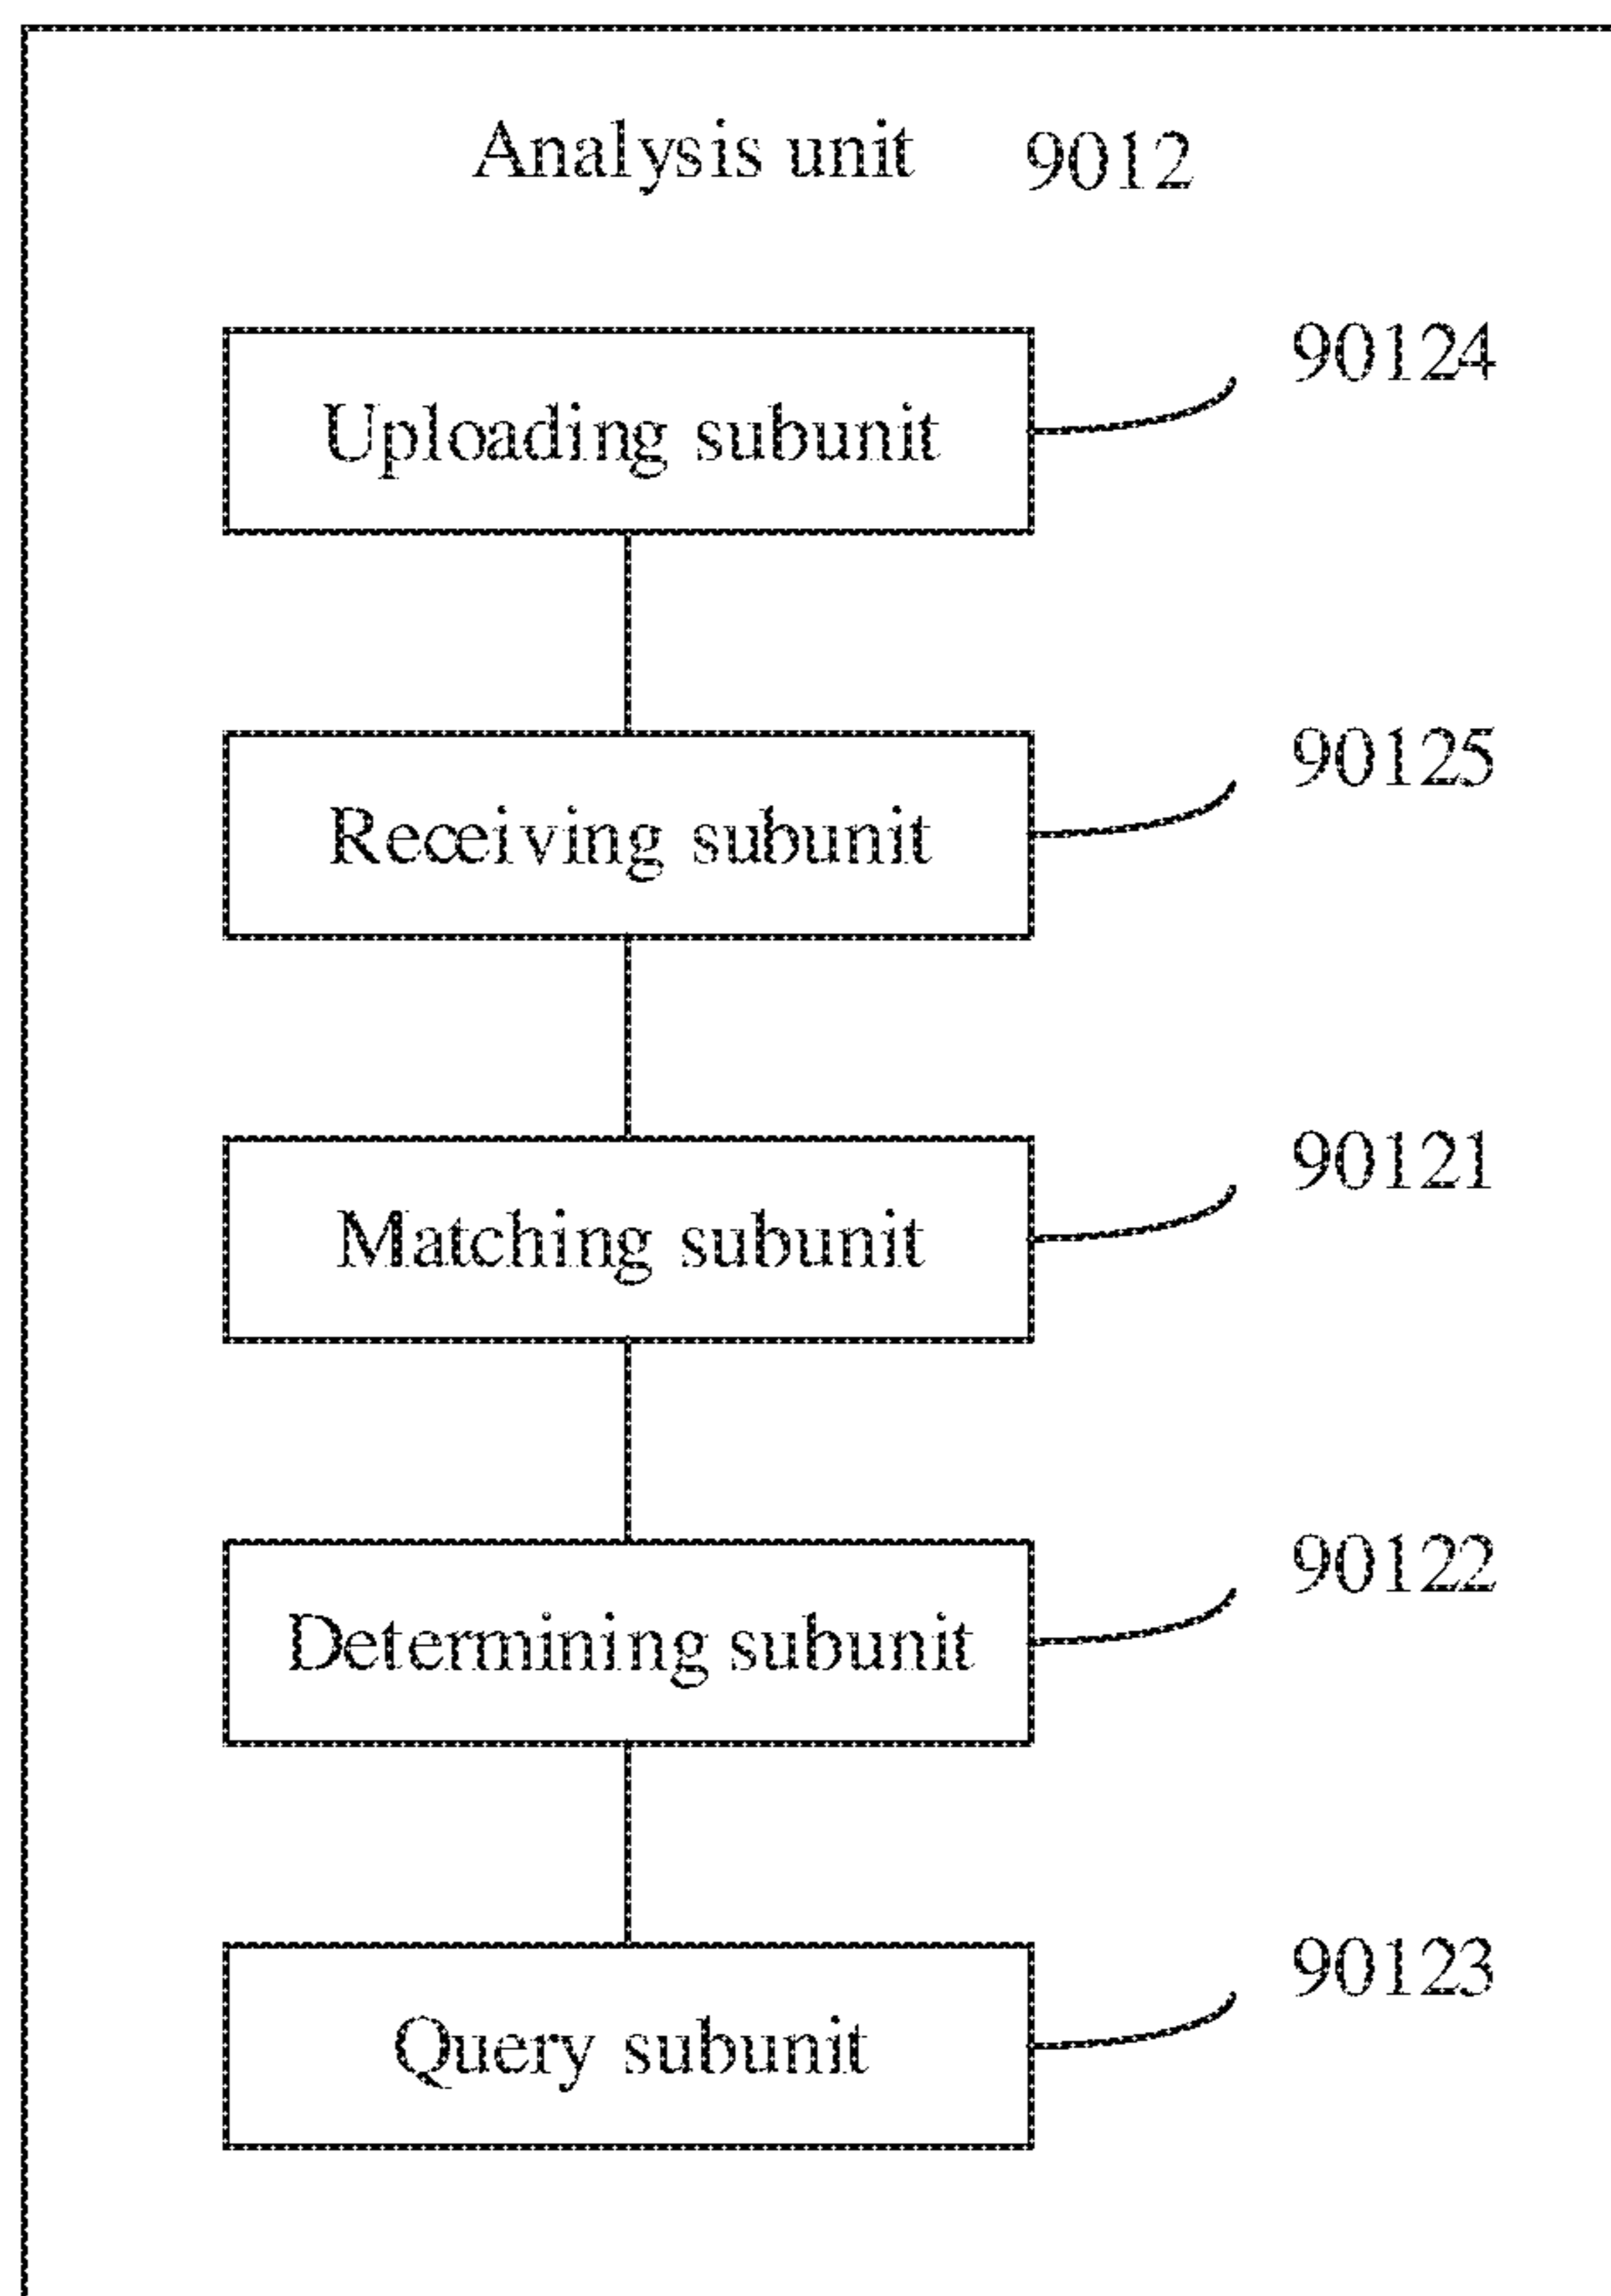 Analysis unit 9012
90124
Uploading subunit
90125
Receiving subunit
90121
Matching subunit
90122
Determining subunit
90123
Query subunit